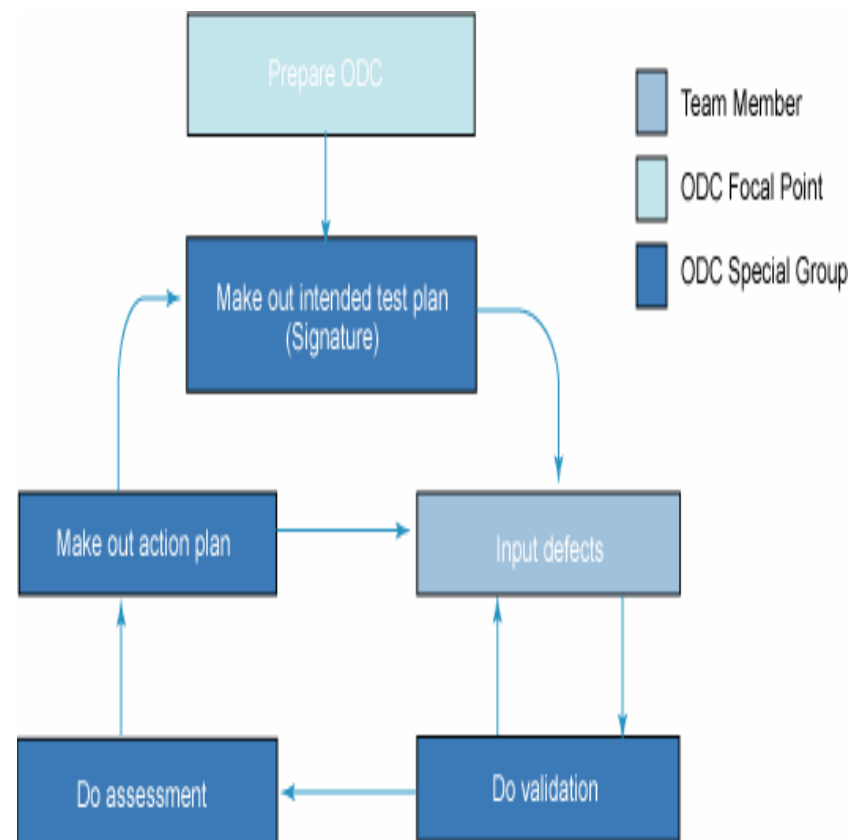 Prepare ODC
Team Member
ODC Focal Point
ODC Special Group
Make out intended test plan
(Signature)
Make out action plan
Input defects
Do assessment
Do validation